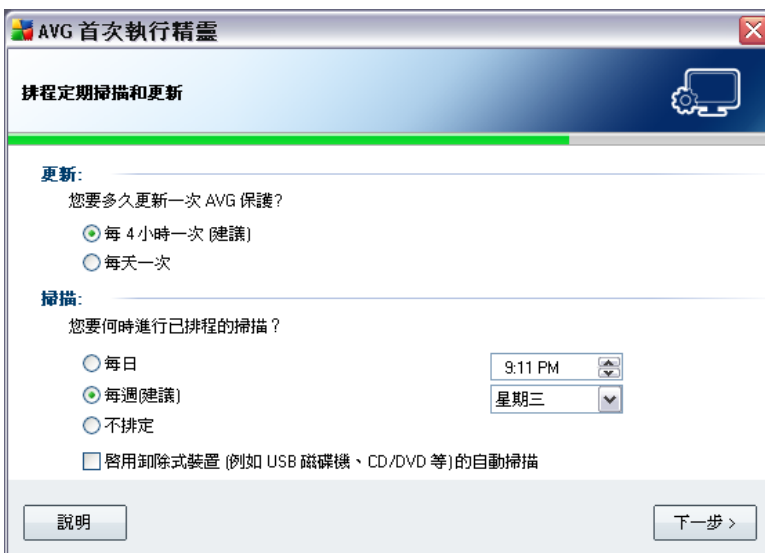 AVG 首次執行精靈
排程定期掃描和更新
更新:
您要多久更新一次 AVG 保護?
每 4 小時一次 (建議)
每天一次
掃描:
您要何時進行已排程的掃描?
每日 9:11 PM
每週(建議) 星期三
不排定
啓用卸除式裝置 (例如 USB 磁碟機、CD/DVD 等)的自動掃描
說明 下一步 >